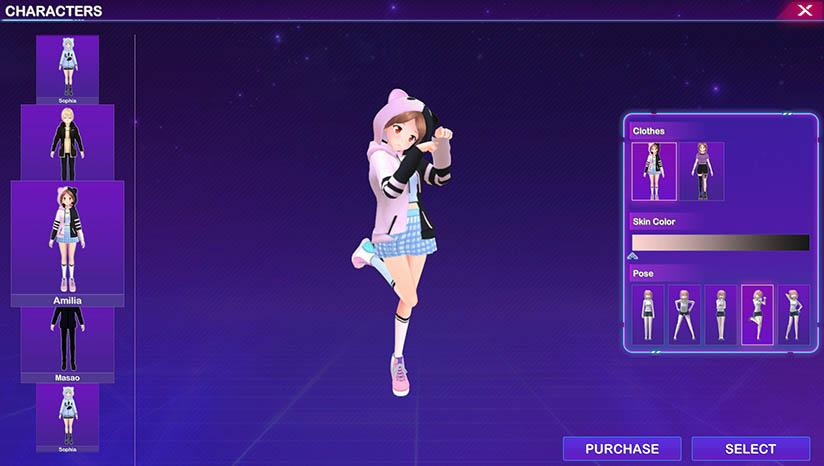 CHARACTERS
Sophia
Amilia
Masao
Sophia
Clothes
Skin Color
Pose
PURCHASE
SELECT